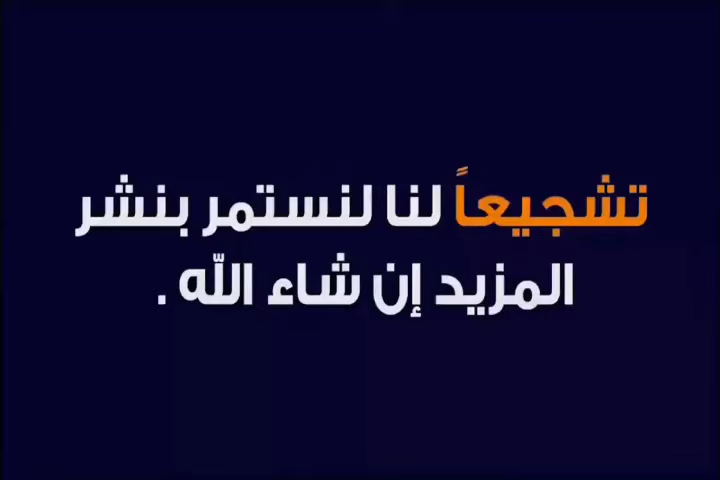 تشجيعاً لنا لنستمر بنشر
المزيد إن شاء الله .